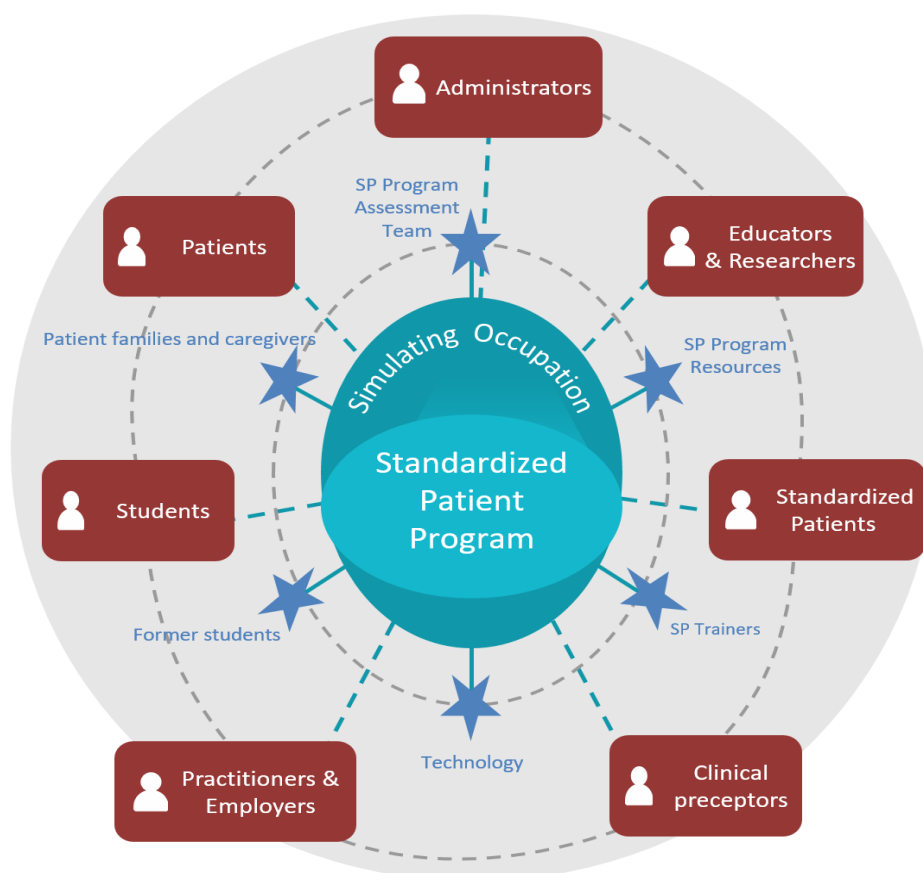 Administrators
SP Program
Assessment
Team
Patients
Educators
& Researchers
Simulating Occupation
Patient families and caregivers
SP Program
Resources
Standardized
Patient
Program
Students
Standardized
Patients
Former students
SP Trainers
Technology
Practitioners &
Employers
Clinical
preceptors